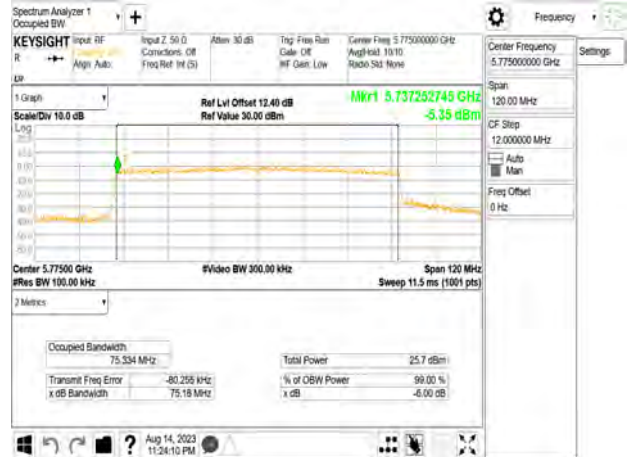 Spectrum Analyzer 1
Occupied BW
+
Frequency
KEYSIGHT
Input: RF
Input Z: 50 Ω
Atten: 30 dB
Trig: Free Run
Center Freq: 5.775000000 GHz
R
Corrections: Off
Gate: Off
Avg|Hold: 10/10
Align: Auto
Freq Ref: Int (S)
#IF Gain: Low
Radio Std: None
Center Frequency
5.775000000 GHz
Settings
Span
120.00 MHz
CF Step
12.000000 MHz
Auto
Man
Freq Offset
0 Hz
1 Graph
Ref Lvl Offset 12.40 dB
Mkr1 5.737252745 GHz
Scale/Div 10.0 dB
Ref Value 30.00 dBm
-5.35 dBm
Log
Center 5.77500 GHz
#Video BW 300.00 kHz
Span 120 MHz
#Res BW 100.00 kHz
Sweep 11.5 ms (1001 pts)
2 Metrics
Occupied Bandwidth
75.334 MHz
Total Power
25.7 dBm
Transmit Freq Error
-80.255 kHz
% of OBW Power
99.00 %
x dB Bandwidth
75.18 MHz
x dB
-6.00 dB
?
Aug 14, 2023
11:24:10 PM